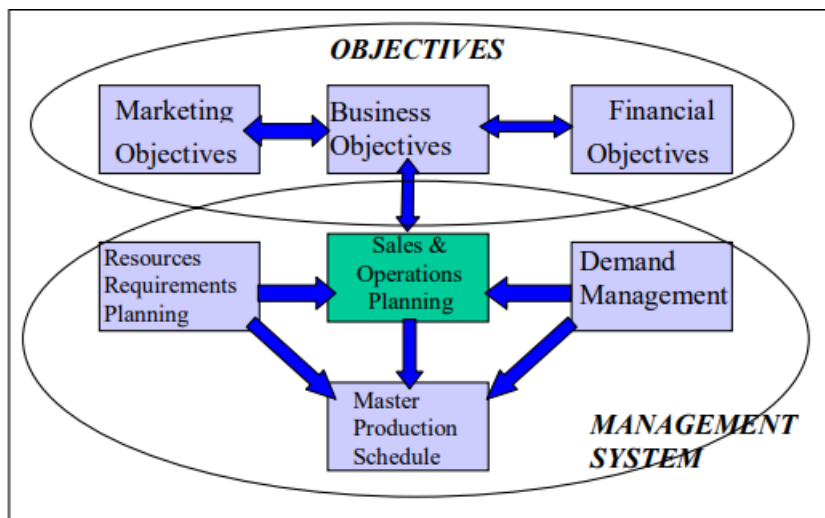 OBJECTIVES
Marketing
Objectives
Business
Objectives
Financial
Objectives
Resources
Requirements
Planning
Sales &
Operations
Planning
Demand
Management
Master
Production
Schedule
MANAGEMENT
SYSTEM